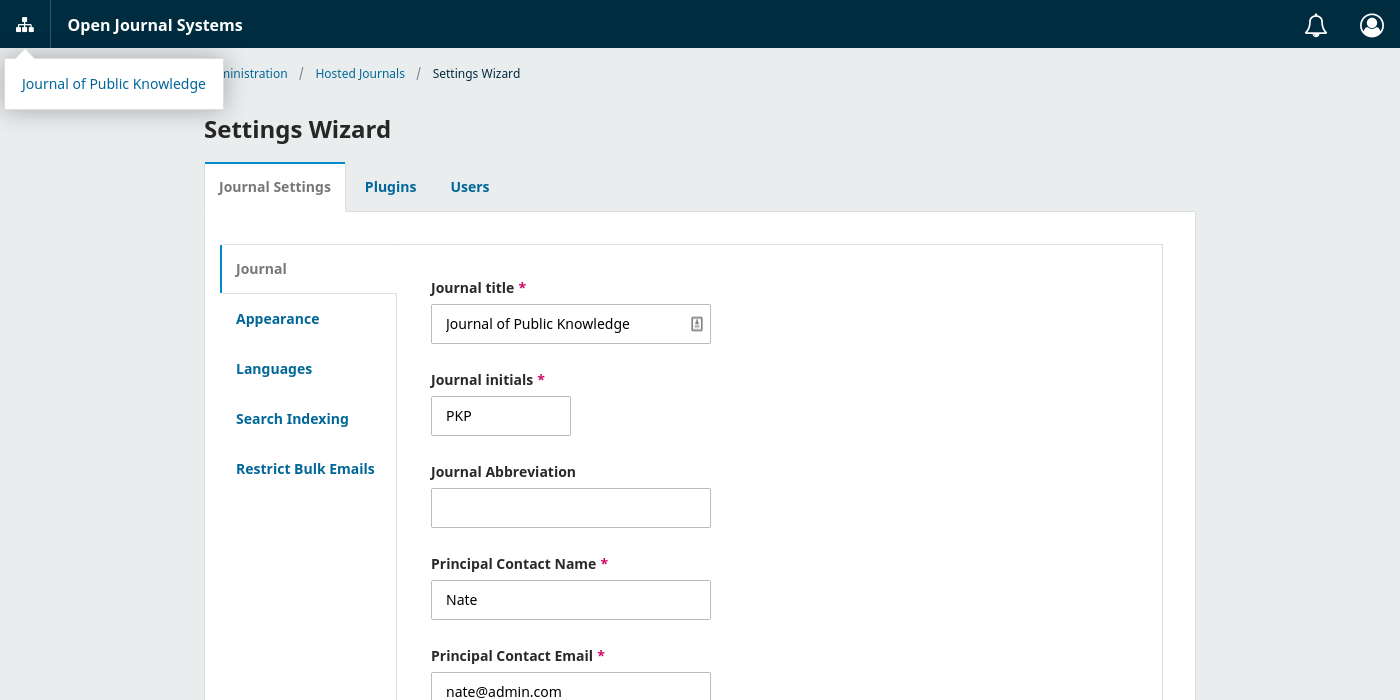 Open Journal Systems
Journal of Public Knowledge
ministration / Hosted Journals / Settings Wizard
Settings Wizard
Journal Settings Plugins Users
Journal
Appearance
Languages
Search Indexing
Restrict Bulk Emails
Journal title *
Journal of Public Knowledge
Journal initials *
PKP
Journal Abbreviation
Principal Contact Name *
Nate
Principal Contact Email *
nate@admin.com